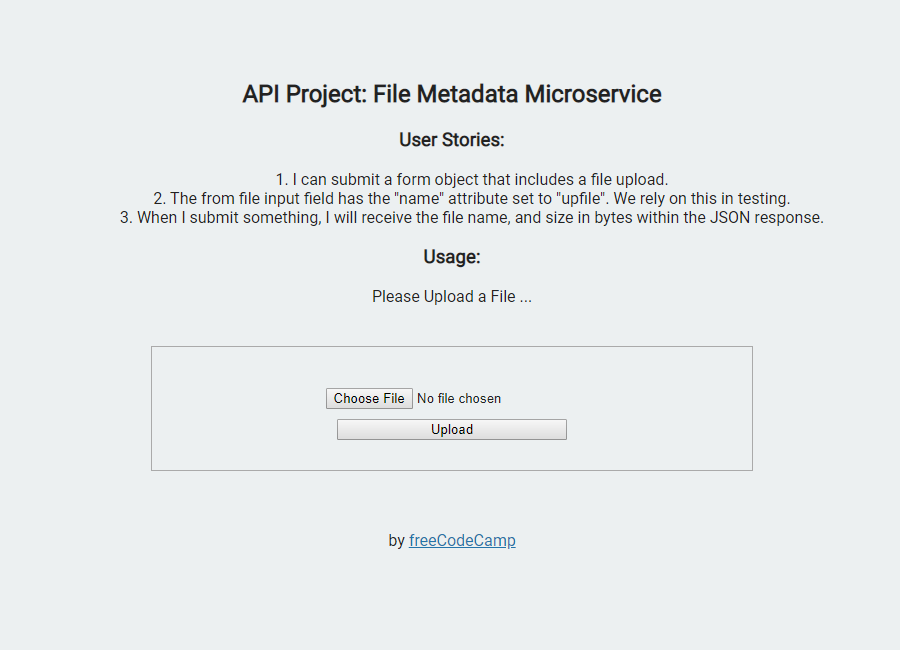 API Project: File Metadata Microservice
User Stories:
1. I can submit a form object that includes a file upload.
2. The from file input field has the "name" attribute set to "upfile". We rely on this in testing.
3. When I submit something, I will receive the file name, and size in bytes within the JSON response.
Usage:
Please Upload a File ...
Choose File No file chosen
Upload
by freeCodeCamp